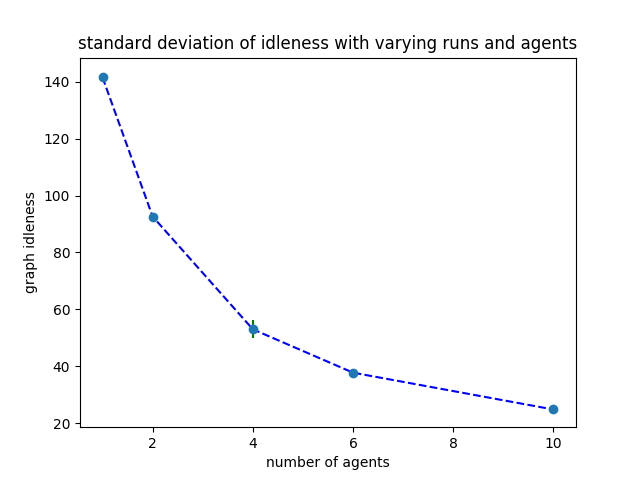 standard deviation of idleness with varying runs and agents
140
120
100
80
60
40
20
graph idleness
2 4 6 8 10
number of agents